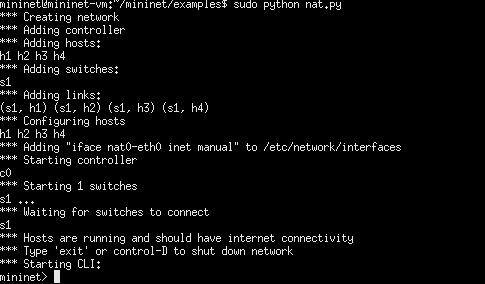 mininet@mininet-vm:~/mininet/examples$ sudo python nat.py
*** Creating network
*** Adding controller
*** Adding hosts:
h1 h2 h3 h4
*** Adding switches:
s1
*** Adding links:
(s1, h1) (s1, h2) (s1, h3) (s1, h4)
*** Configuring hosts
h1 h2 h3 h4
*** Adding "iface nat0-eth0 inet manual" to /etc/network/interfaces
*** Starting controller
c0
*** Starting 1 switches
s1 ...
*** Waiting for switches to connect
s1
*** Hosts are running and should have internet connectivity
*** Type 'exit' or control-D to shut down network
*** Starting CLI:
mininet>